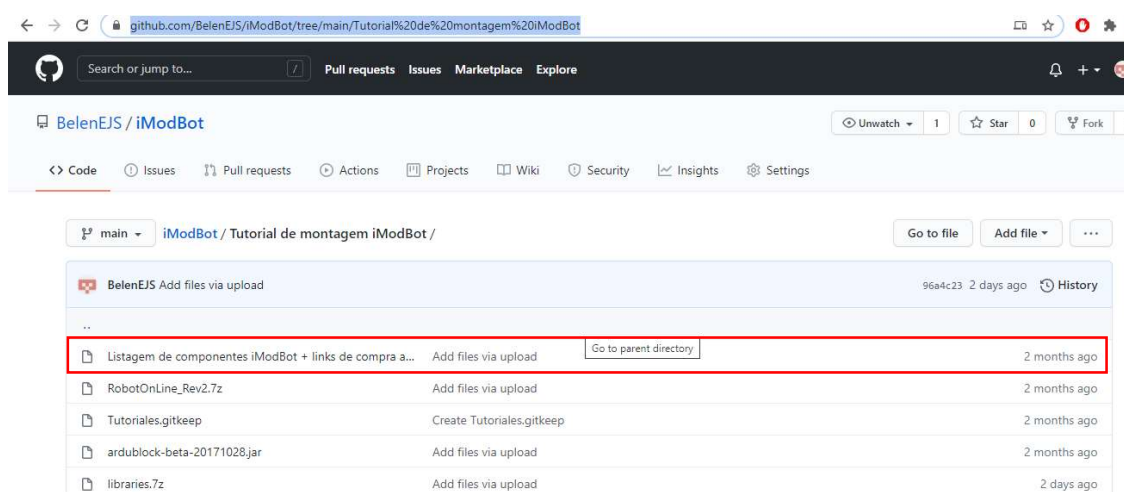 github.com/BelenEJS/iModBot/tree/main/Tutorial%20de%20montagem%20iModBot
Search or jump to... / Pull requests Issues Marketplace Explore
BelenEJS / iModBot Unwatch 1 Star 0 Fork
Code Issues Pull requests Actions Projects Wiki Security Insights Settings
main iModBot / Tutorial de montagem iModBot / Go to file Add file ...
BelenEJS Add files via upload 96a4c23 2 days ago History
..
Listagem de componentes iModBot + links de compra a... Add files via upload Go to parent directory 2 months ago
RobotOnLine_Rev2.7z Add files via upload 2 months ago
Tutoriales.gitkeep Create Tutoriales.gitkeep 2 months ago
ardublock-beta-20171028.jar Add files via upload 2 months ago
libraries.7z Add files via upload 2 days ago